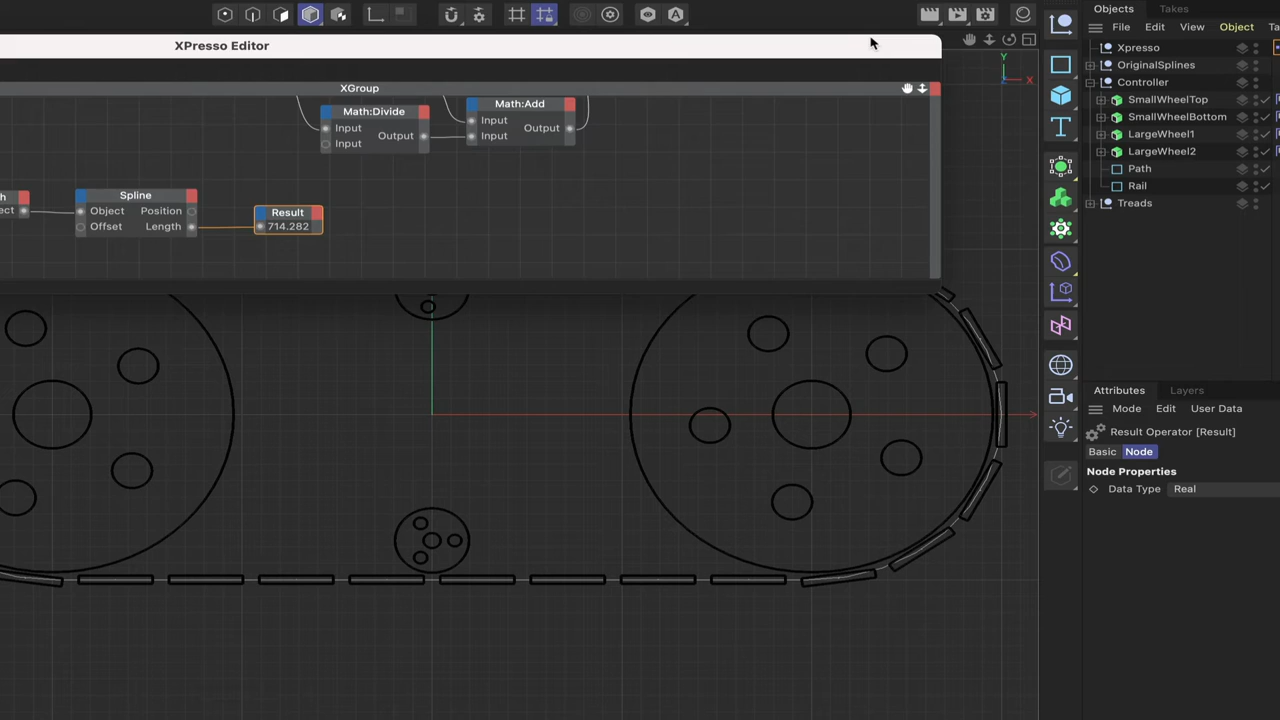 XPresso Editor
XGroup
Math:Divide
Input
Output
Input
Math:Add
Input
Output
Input
h
ect
Spline
Object
Position
Offset
Length
Result
714.282
Y
X
Z
Objects
Takes
File
Edit
View
Object
Ta
Xpresso
OriginalSplines
Controller
SmallWheelTop
SmallWheelBottom
LargeWheel1
LargeWheel2
Path
Rail
Treads
Attributes
Layers
Mode
Edit
User Data
Result Operator [Result]
Basic
Node
Node Properties
Data Type
Real